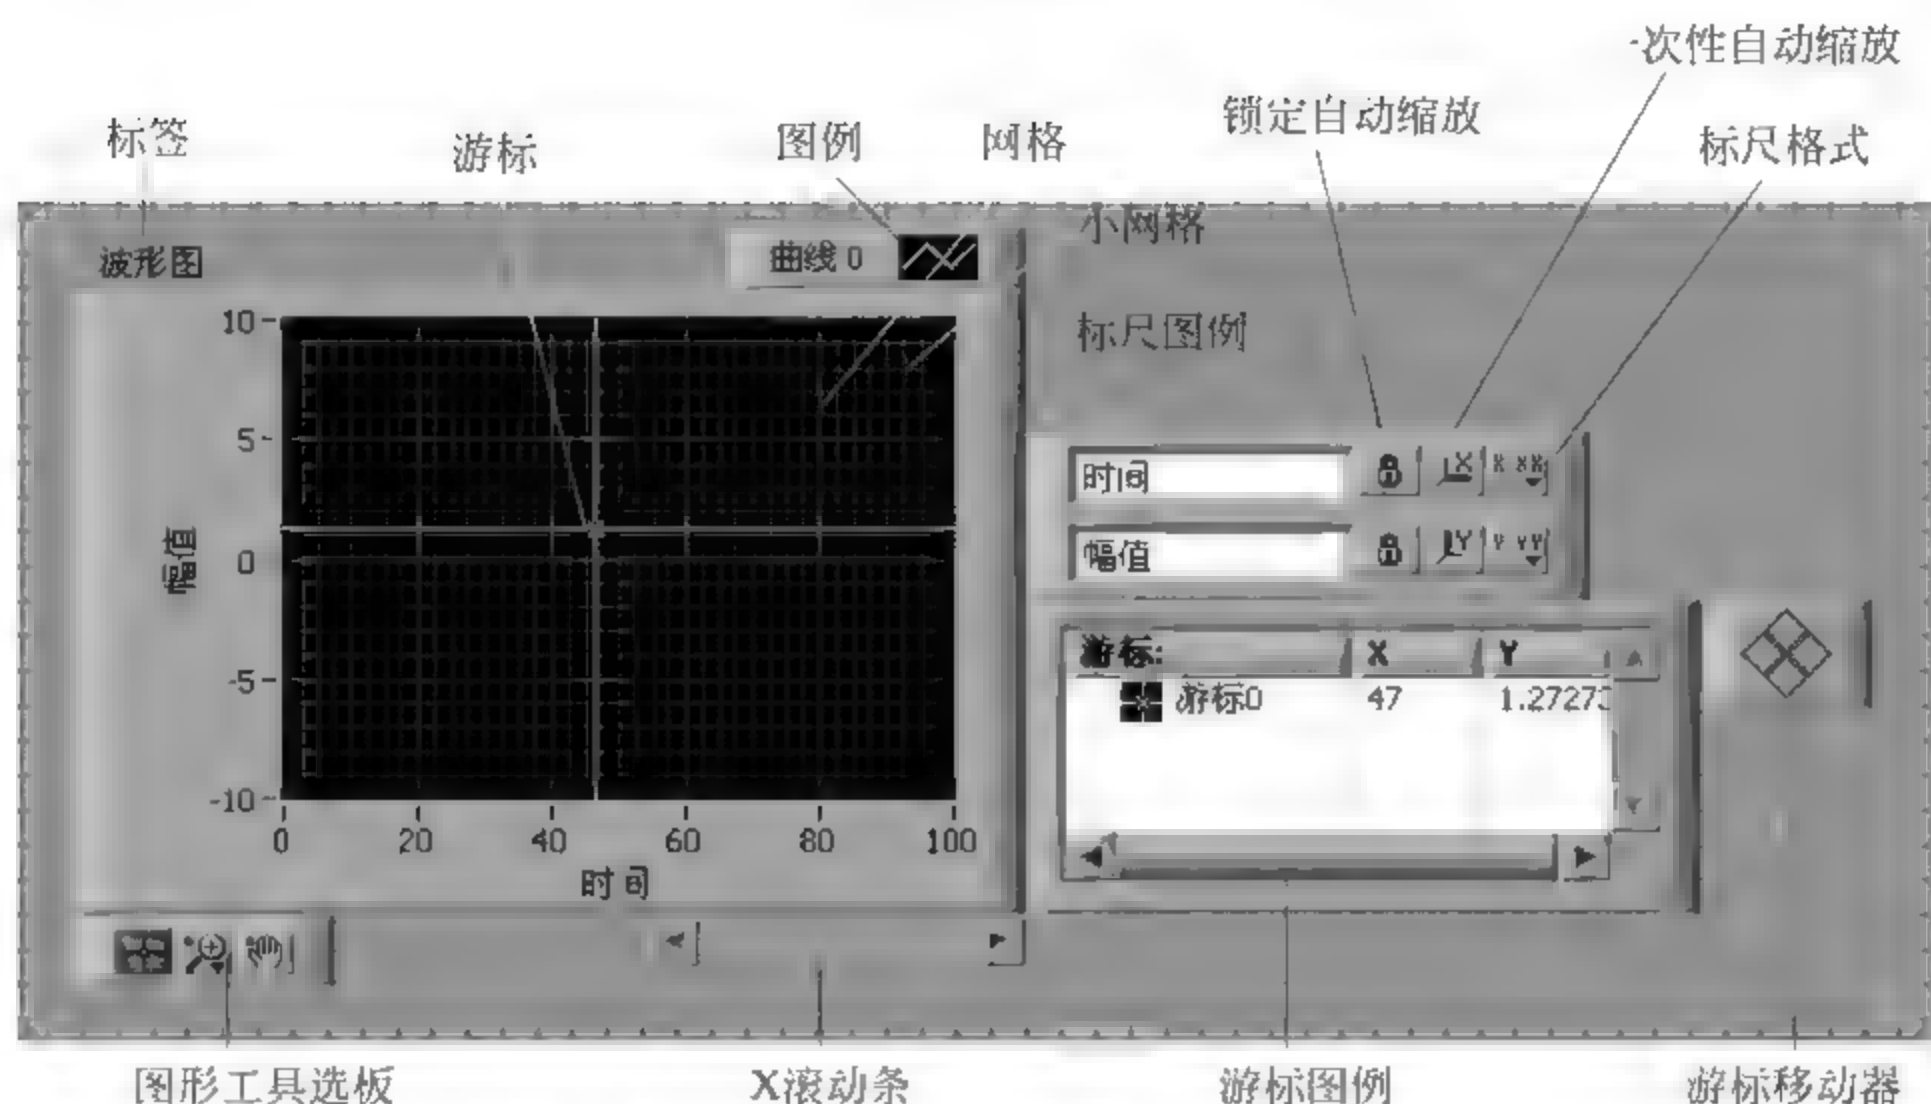 一次性自动缩放
锁定自动缩放
标签
游标
图例
网格
标尺格式
小网格
波形图
曲线 0
标尺图例
10
5
0
-5
-10
幅值
0
20
40
60
80
100
时间
时间
X
X XX
幅值
Y
Y YY
游标:
X
Y
游标0
47
1.27273
图形工具选板
X滚动条
游标图例
游标移动器